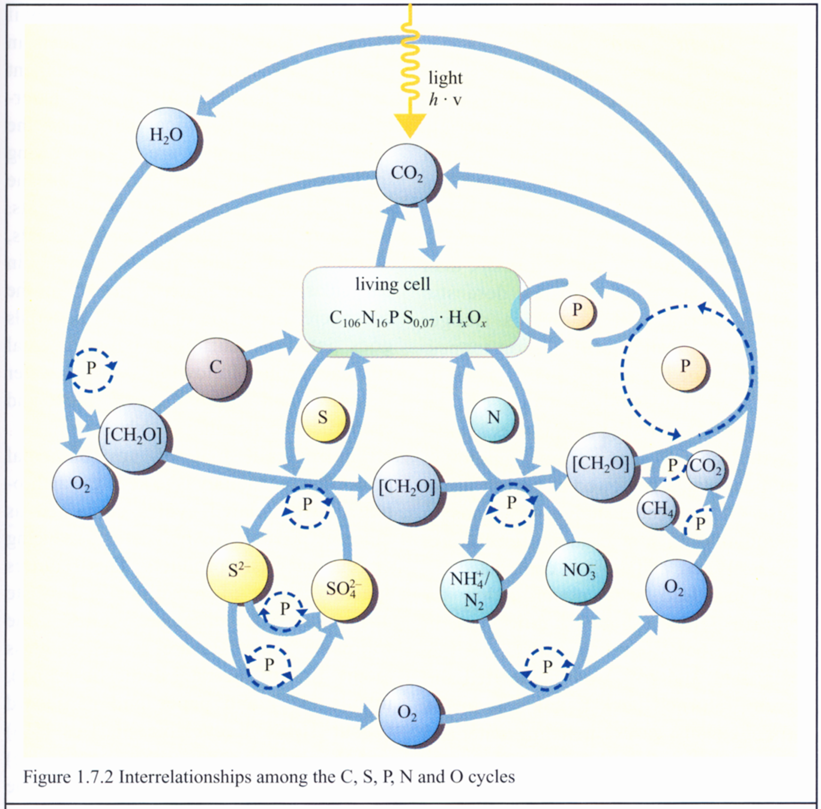 light
h · v
H₂O
CO₂
living cell
C₁₀₆N₁₆P S₀,₀₇ · HₓOₓ
P
P
P
C
S
N
[CH₂O]
[CH₂O]
[CH₂O]
P
CO₂
O₂
P
P
CH₄
P
S²⁻
SO₄²⁻
NH₄⁺/
N₂
NO₃⁻
O₂
P
P
P
O₂
Figure 1.7.2 Interrelationships among the C, S, P, N and O cycles